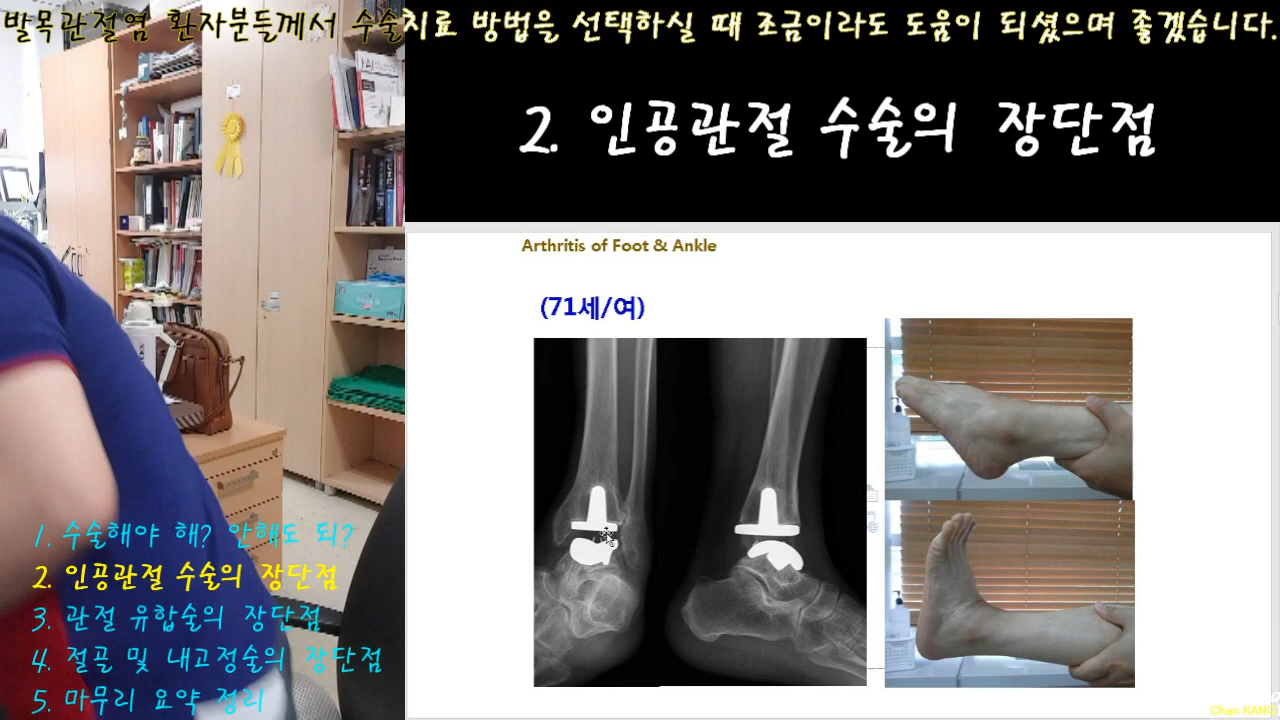 발목관절염 환자분들께서 수술치료 방법을 선택하실 때 조금이라도 도움이 되셨으며 좋겠습니다.
2. 인공관절 수술의 장단점
Arthritis of Foot & Ankle
(71세/여)
1. 수술해야 해? 안해도 되?
2. 인공관절 수술의 장단점
3. 관절 유합술의 장단점
4. 절골 및 내고정술의 장단점
5. 마무리 요약 정리
Chan KANG